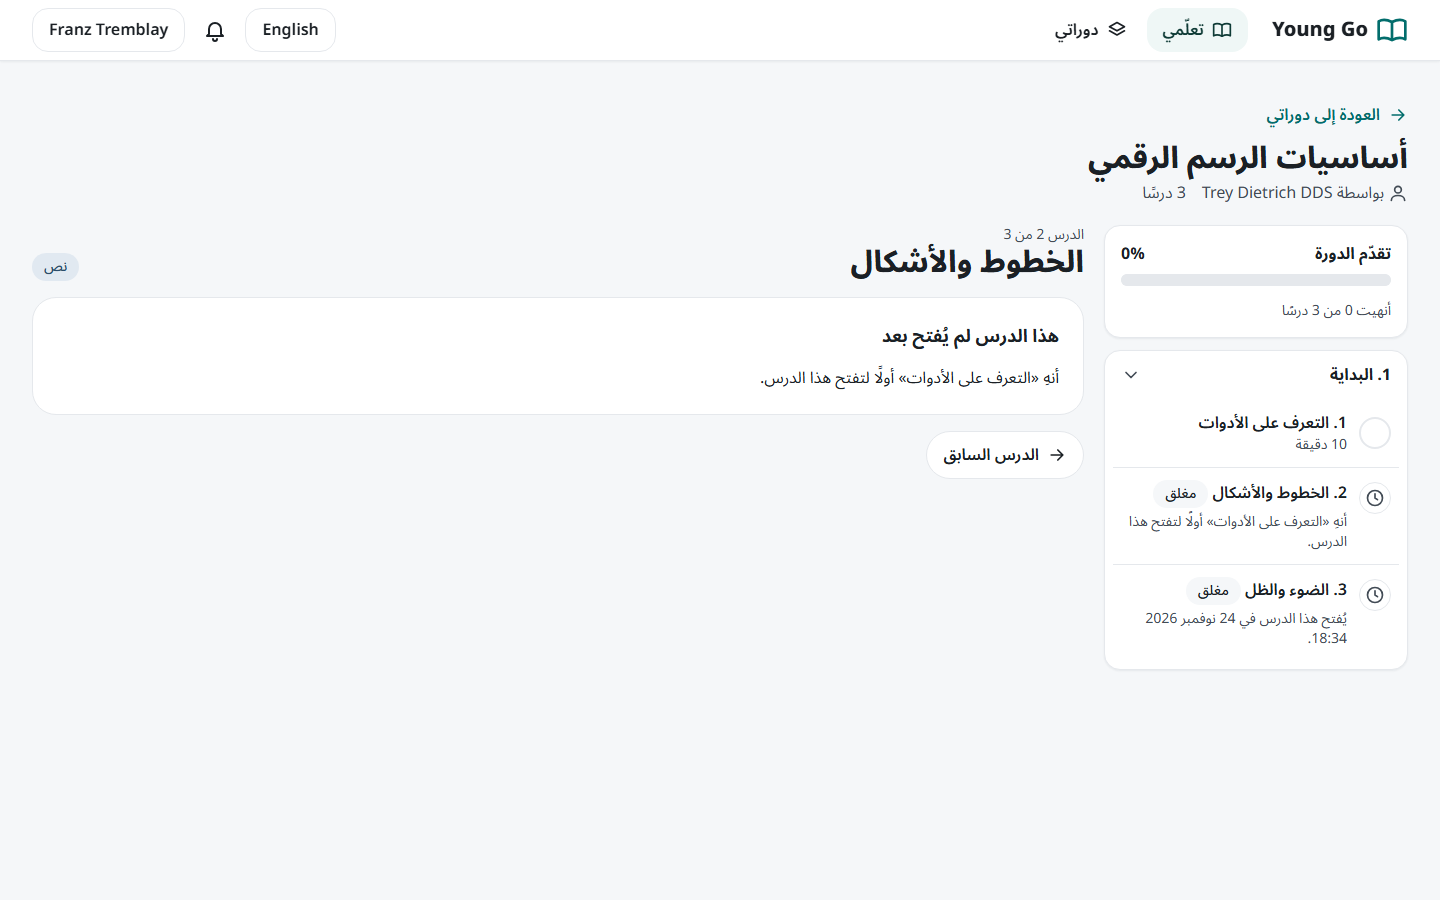 Young Go
تعلّمي
دوراتي
English
Franz Tremblay
العودة إلى دوراتي
أساسيات الرسم الرقمي
بواسطة Trey Dietrich DDS
3 درسًا
تقدّم الدورة
0%
أنهيت 0 من 3 درسًا
1. البداية
1. التعرف على الأدوات
10 دقيقة
2. الخطوط والأشكال
مغلق
أنهِ «التعرف على الأدوات» أولًا لتفتح هذا
الدرس.
3. الضوء والظل
مغلق
يُفتح هذا الدرس في 24 نوفمبر 2026
18:34.
الدرس 2 من 3
الخطوط والأشكال
نص
هذا الدرس لم يُفتح بعد
أنهِ «التعرف على الأدوات» أولًا لتفتح هذا الدرس.
الدرس السابق